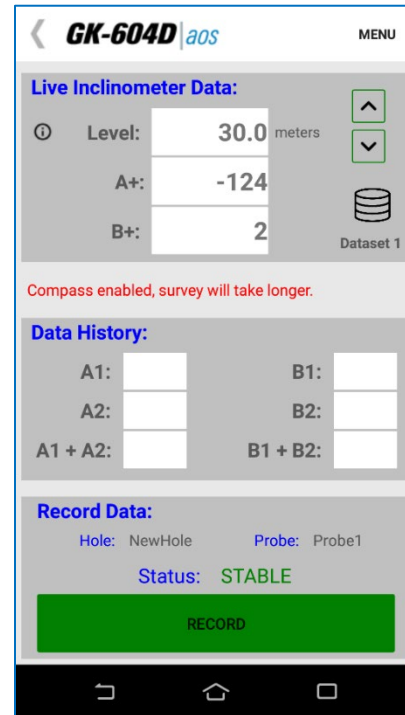 GK-604D|aos MENU
Live Inclinometer Data:
Level: 30.0 meters
A+: -124
B+: 2
Dataset 1
Compass enabled, survey will take longer.
Data History:
A1: B1:
A2: B2:
A1 + A2: B1 + B2:
Record Data:
Hole: NewHole Probe: Probe1
Status: STABLE
RECORD